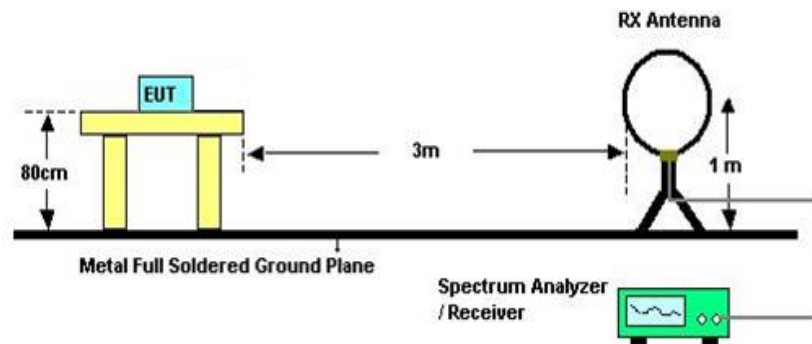 RX Antenna
EUT
3m
80cm
1 m
Metal Full Soldered Ground Plane
Spectrum Analyzer
/ Receiver